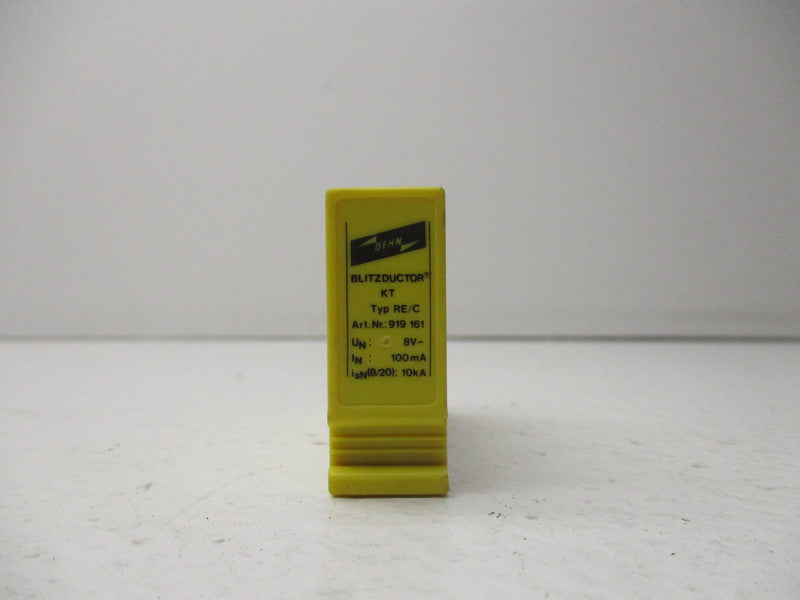 DEHN
BLITZDUCTOR®
KT
Typ RE/C
Art.Nr.: 919 161
UN: 8V-
IN: 100mA
isN(8/20): 10kA